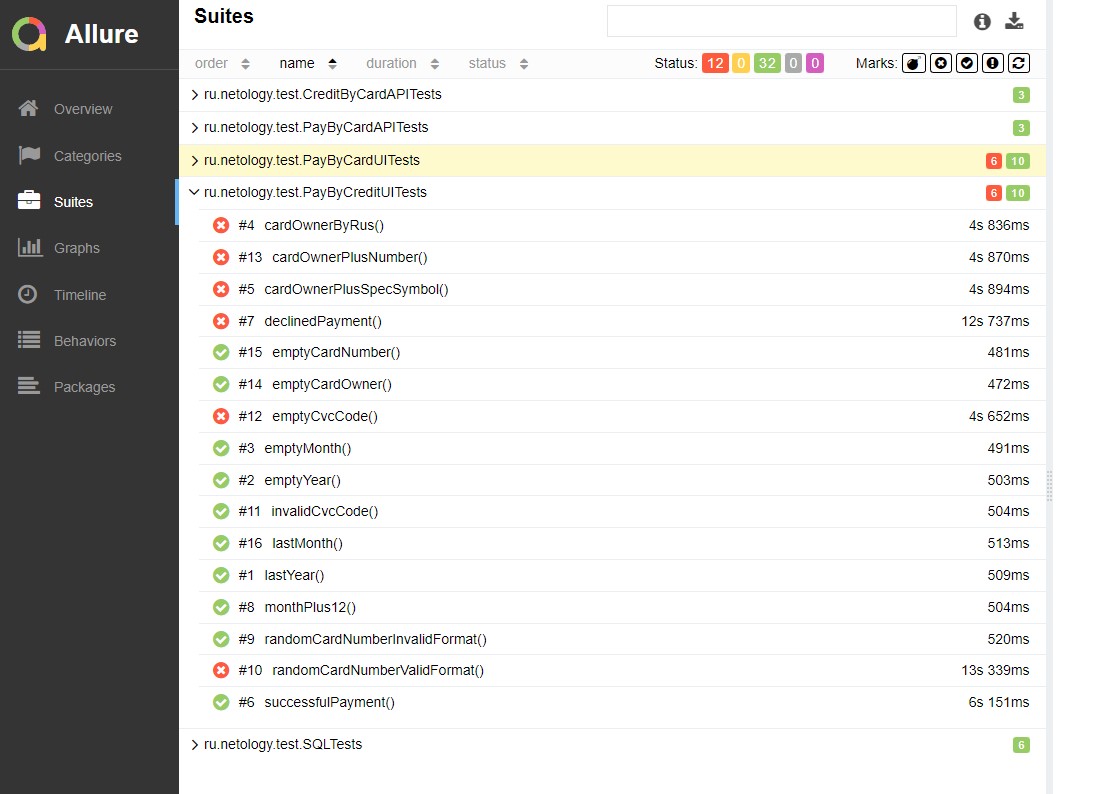 Allure
Overview
Categories
Suites
Graphs
Timeline
Behaviors
Packages
Suites
order name duration status Status: 12 0 32 0 0 Marks:
ru.netology.test.CreditByCardAPITests 3
ru.netology.test.PayByCardAPITests 3
ru.netology.test.PayByCardUITests 6 10
ru.netology.test.PayByCreditUITests 6 10
#4 cardOwnerByRus() 4s 836ms
#13 cardOwnerPlusNumber() 4s 870ms
#5 cardOwnerPlusSpecSymbol() 4s 894ms
#7 declinedPayment() 12s 737ms
#15 emptyCardNumber() 481ms
#14 emptyCardOwner() 472ms
#12 emptyCvcCode() 4s 652ms
#3 emptyMonth() 491ms
#2 emptyYear() 503ms
#11 invalidCvcCode() 504ms
#16 lastMonth() 513ms
#1 lastYear() 509ms
#8 monthPlus12() 504ms
#9 randomCardNumberInvalidFormat() 520ms
#10 randomCardNumberValidFormat() 13s 339ms
#6 successfulPayment() 6s 151ms
ru.netology.test.SQLTests 6